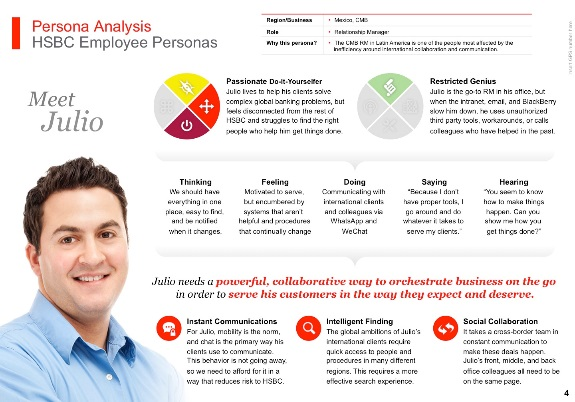 Persona Analysis
HSBC Employee Personas
Region/Business
• Mexico, CMB
Role
• Relationship Manager
Why this persona?
• The CMB RM in Latin America is one of the people most affected by the
inefficiency around international collaboration and communication.
Meet
Julio
Passionate Do-It-Yourselfer
Julio lives to help his clients solve
complex global banking problems, but
feels disconnected from the rest of
HSBC and struggles to find the right
people who help him get things done.
Restricted Genius
Julio is the go-to RM in his office, but
when the intranet, email, and BlackBerry
slow him down, he uses unauthorized
third party tools, workarounds, or calls
colleagues who have helped in the past.
Thinking
We should have
everything in one
place, easy to find,
and be notified
when it changes.
Feeling
Motivated to serve,
but encumbered by
systems that aren't
helpful and procedures
that continually change
Doing
Communicating with
international clients
and colleagues via
WhatsApp and
WeChat
Saying
"Because I don't
have proper tools, I
go around and do
whatever it takes to
serve my clients."
Hearing
"You seem to know
how to make things
happen. Can you
show me how you
get things done?"
Julio needs a powerful, collaborative way to orchestrate business on the go
in order to serve his customers in the way they expect and deserve.
Instant Communications
For Julio, mobility is the norm,
and chat is the primary way his
clients use to communicate.
This behavior is not going away,
so we need to afford for it in a
way that reduces risk to HSBC.
Intelligent Finding
The global ambitions of Julio's
international clients require
quick access to people and
procedures in many different
regions. This requires a more
effective search experience.
Social Collaboration
It takes a cross-border team in
constant communication to
make these deals happen.
Julio's front, middle, and back
office colleagues all need to be
on the same page.
4